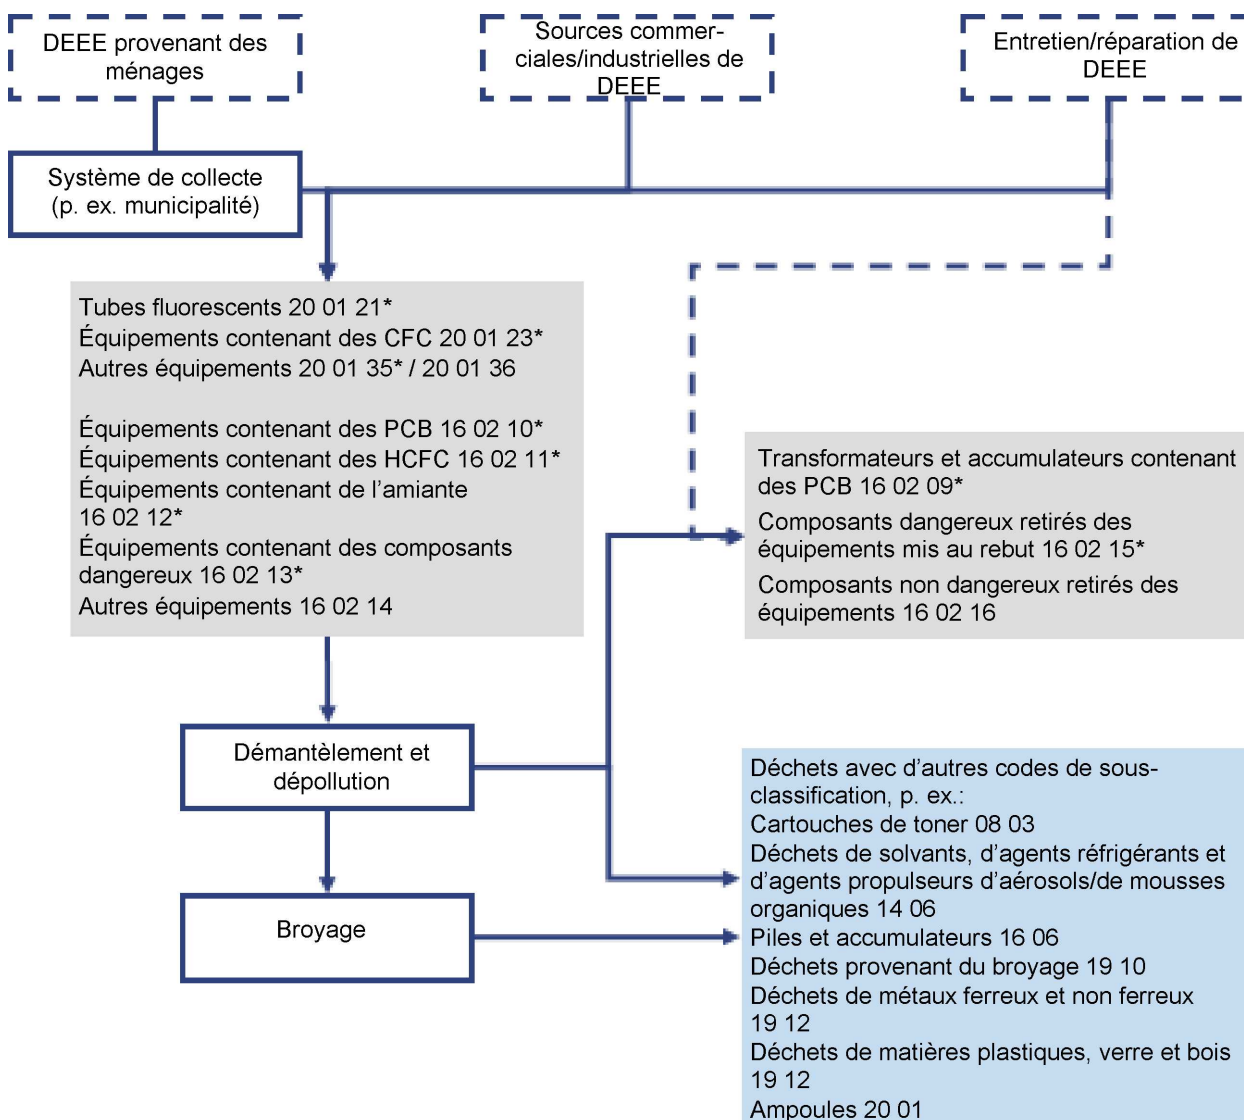 DEEE provenant des
ménages
Sources commer-
ciales/industrielles de
DEEE
Entretien/réparation de
DEEE
Système de collecte
(p. ex. municipalité)
Tubes fluorescents 20 01 21*
Équipements contenant des CFC 20 01 23*
Autres équipements 20 01 35* / 20 01 36
Équipements contenant des PCB 16 02 10*
Équipements contenant des HCFC 16 02 11*
Équipements contenant de l’amiante
16 02 12*
Équipements contenant des composants
dangereux 16 02 13*
Autres équipements 16 02 14
Transformateurs et accumulateurs contenant
des PCB 16 02 09*
Composants dangereux retirés des
équipements mis au rebut 16 02 15*
Composants non dangereux retirés des
équipements 16 02 16
Démantèlement et
dépollution
Broyage
Déchets avec d’autres codes de sous-
classification, p. ex.:
Cartouches de toner 08 03
Déchets de solvants, d’agents réfrigérants et
d’agents propulseurs d’aérosols/de mousses
organiques 14 06
Piles et accumulateurs 16 06
Déchets provenant du broyage 19 10
Déchets de métaux ferreux et non ferreux
19 12
Déchets de matières plastiques, verre et bois
19 12
Ampoules 20 01